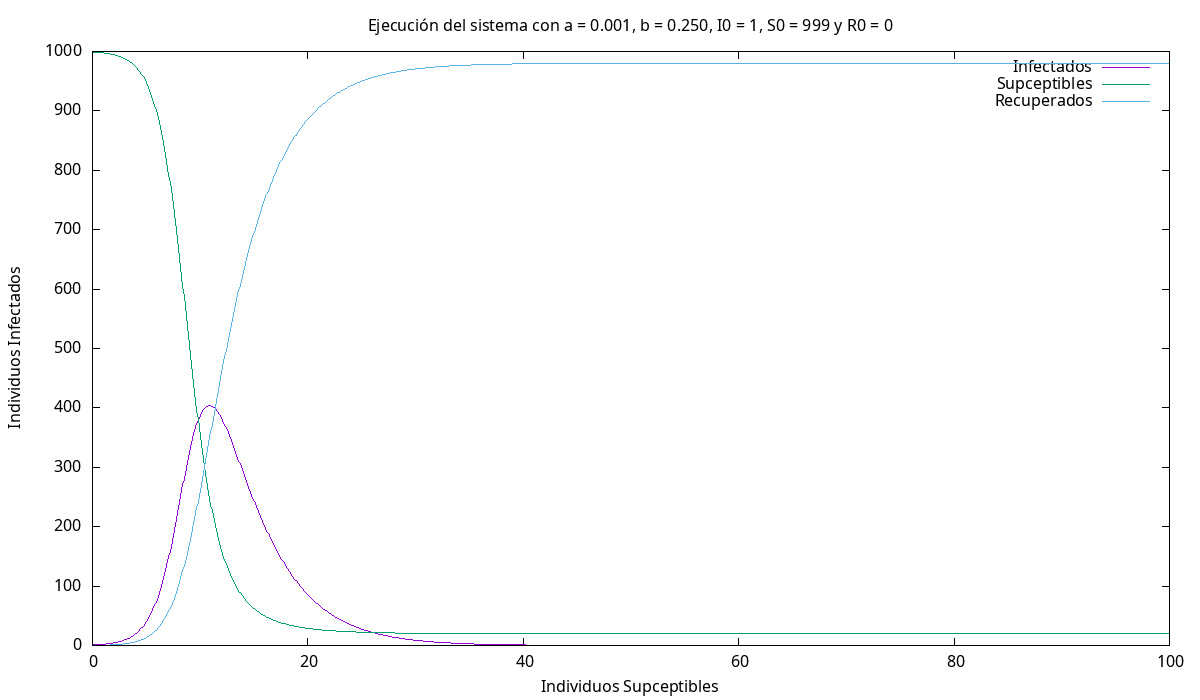 Ejecución del sistema con a = 0.001, b = 0.250, I0 = 1, S0 = 999 y R0 = 0
1000
900
800
700
600
500
400
300
200
100
0
Individuos Infectados
Infectados
Supceptibles
Recuperados
0 20 40 60 80 100
Individuos Supceptibles